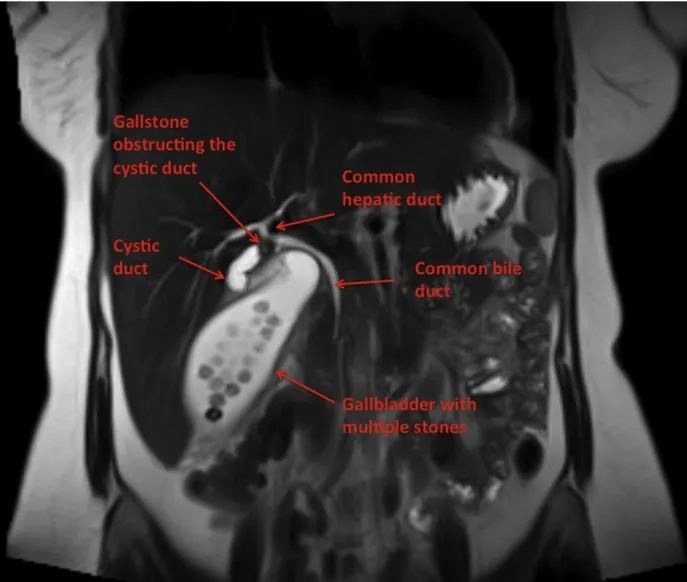 Gallstone
obstructing the
cystic duct
Common
hepatic duct
Cystic
duct
Common bile
duct
Gallbladder with
multiple stones